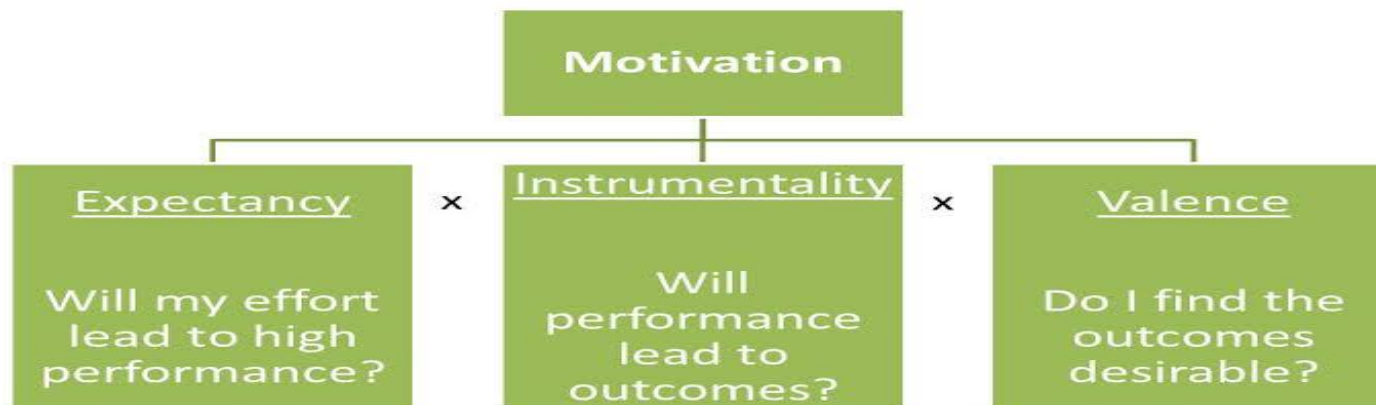 Motivation
Expectancy
x
Instrumentality
x
Valence
Will my effort
lead to high
performance?
Will
performance
lead to
outcomes?
Do I find the
outcomes
desirable?